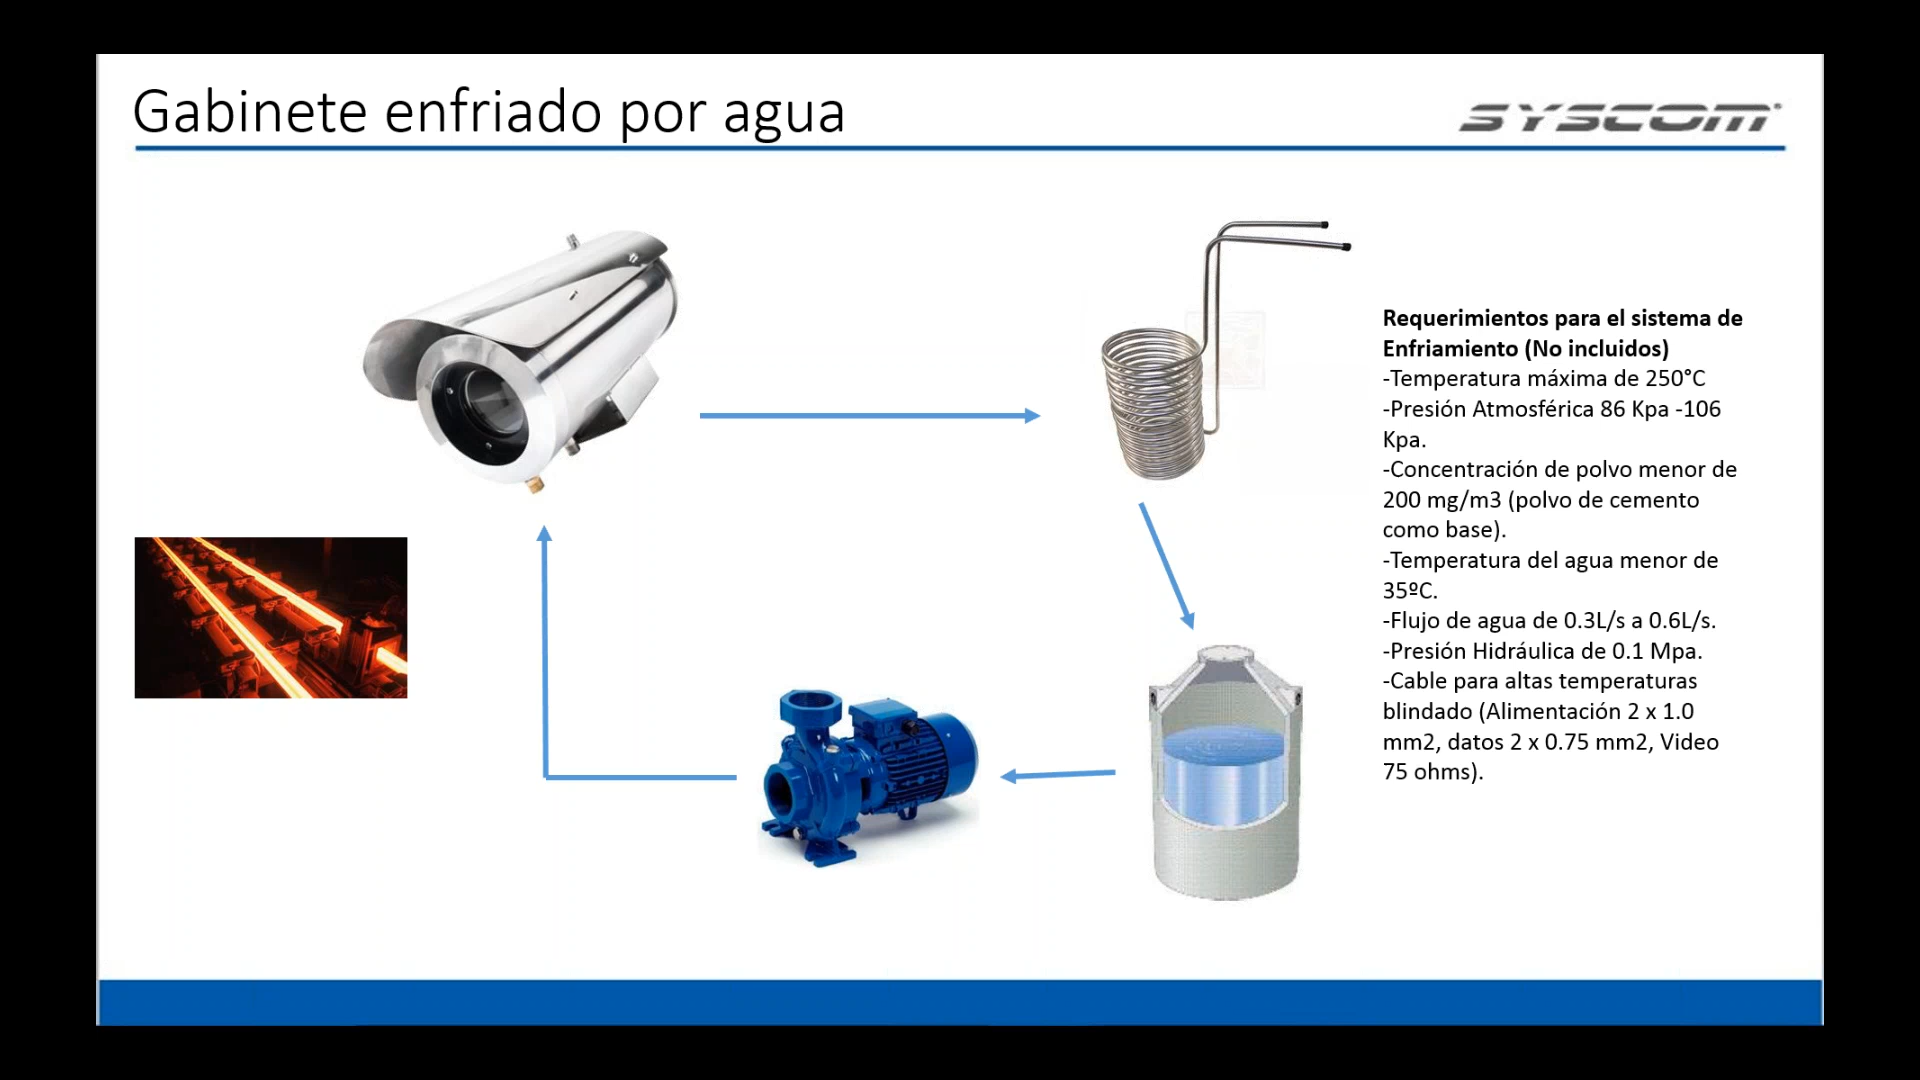 Gabinete enfriado por agua
SYSCOM®
Requerimientos para el sistema de
Enfriamiento (No incluidos)
-Temperatura máxima de 250°C
-Presión Atmosférica 86 Kpa -106
Kpa.
-Concentración de polvo menor de
200 mg/m3 (polvo de cemento
como base).
-Temperatura del agua menor de
35ºC.
-Flujo de agua de 0.3L/s a 0.6L/s.
-Presión Hidráulica de 0.1 Mpa.
-Cable para altas temperaturas
blindado (Alimentación 2 x 1.0
mm2, datos 2 x 0.75 mm2, Video
75 ohms).